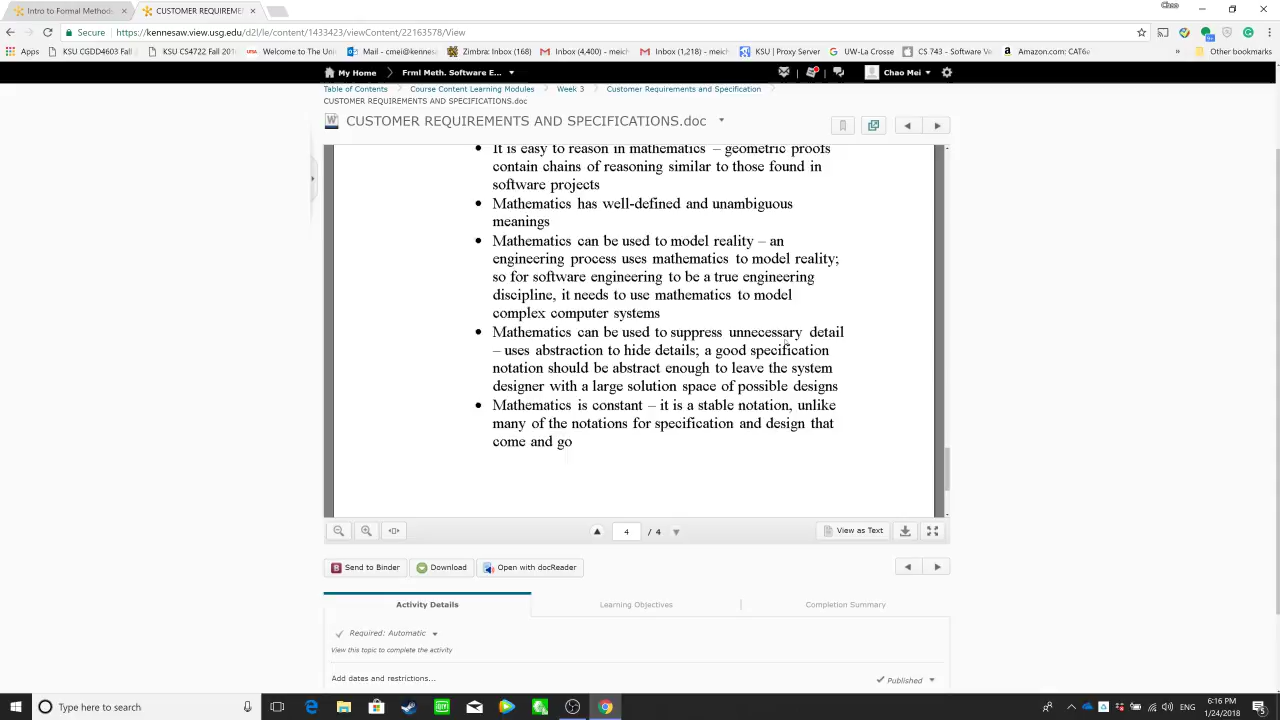 Chao
Intro to Formal Methods
CUSTOMER REQUIREMEN
Secure https://kennesaw.view.usg.edu/d2l/le/content/1433423/viewContent/22163578/View
Apps KSU CGDD4603 Fall KSU CS4722 Fall 201 Welcome to The Uni Mail - cmei@kennesa Zimbra: Inbox (168) Inbox (4,400) - meich Inbox (1,218) - meich KSU | Proxy Server UW-La Crosse CS 743 - Software Ve Amazon.com: CAT6e » Other bookmarks
My Home Frml Meth. Software E... Chao Mei
Table of Contents Course Content Learning Modules Week 3 Customer Requirements and Specification
CUSTOMER REQUIREMENTS AND SPECIFICATIONS.doc
CUSTOMER REQUIREMENTS AND SPECIFICATIONS.doc
• It is easy to reason in mathematics – geometric proofs
contain chains of reasoning similar to those found in
software projects
• Mathematics has well-defined and unambiguous
meanings
• Mathematics can be used to model reality – an
engineering process uses mathematics to model reality;
so for software engineering to be a true engineering
discipline, it needs to use mathematics to model
complex computer systems
• Mathematics can be used to suppress unnecessary detail
– uses abstraction to hide details; a good specification
notation should be abstract enough to leave the system
designer with a large solution space of possible designs
• Mathematics is constant – it is a stable notation, unlike
many of the notations for specification and design that
come and go
4 / 4 View as Text
Send to Binder Download Open with docReader
Activity Details Learning Objectives Completion Summary
Required: Automatic
View this topic to complete the activity
Add dates and restrictions... Published
Type here to search
6:16 PM
1/24/2018